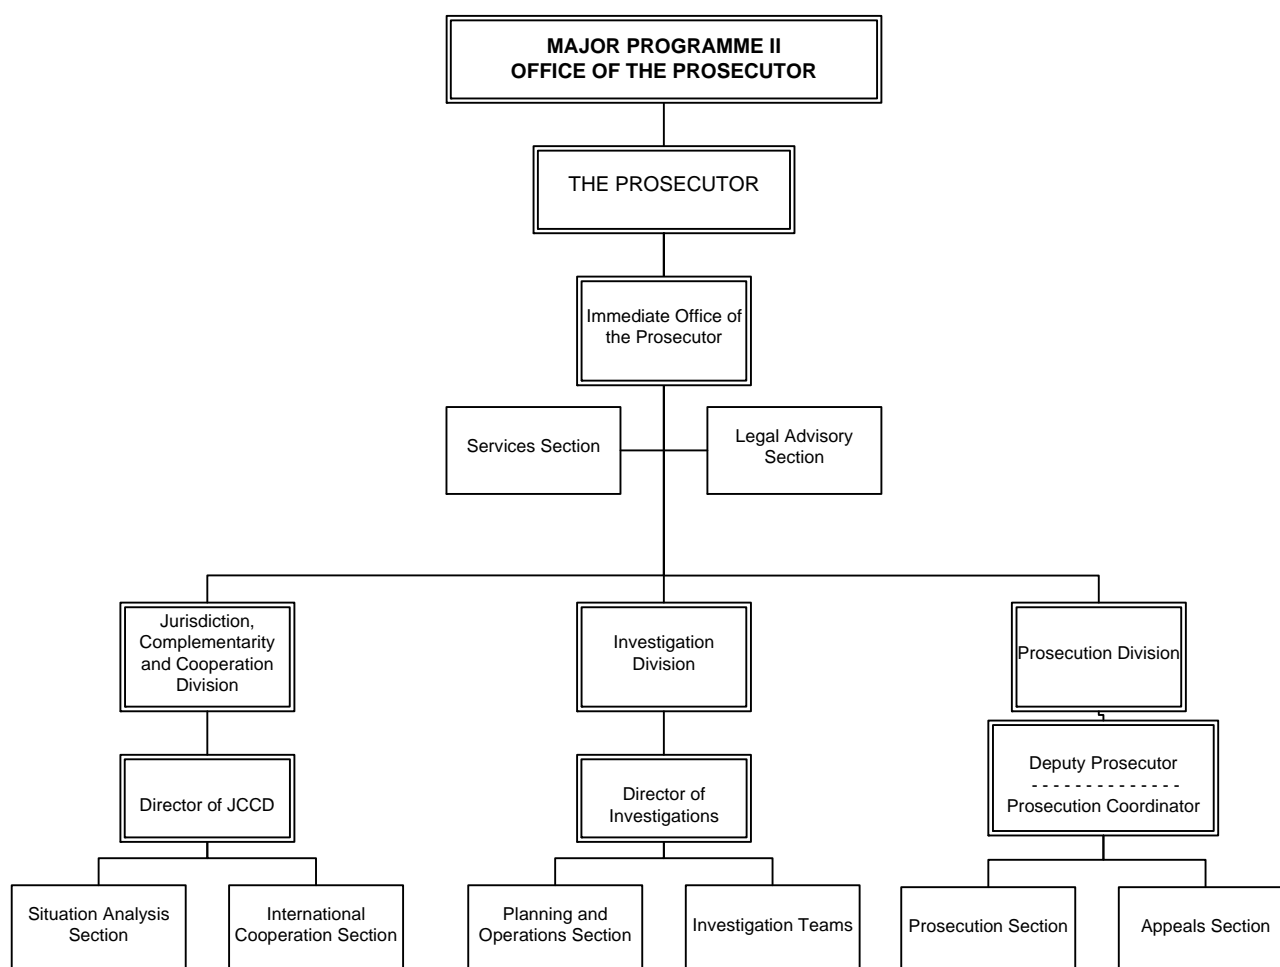 MAJOR PROGRAMME II
OFFICE OF THE PROSECUTOR
THE PROSECUTOR
Immediate Office of
the Prosecutor
Services Section
Legal Advisory
Section
Jurisdiction,
Complementarity
and Cooperation
Division
Investigation
Division
Prosecution Division
Director of JCCD
Director of
Investigations
Deputy Prosecutor
Prosecution Coordinator
Situation Analysis
Section
International
Cooperation Section
Planning and
Operations Section
Investigation Teams
Prosecution Section
Appeals Section